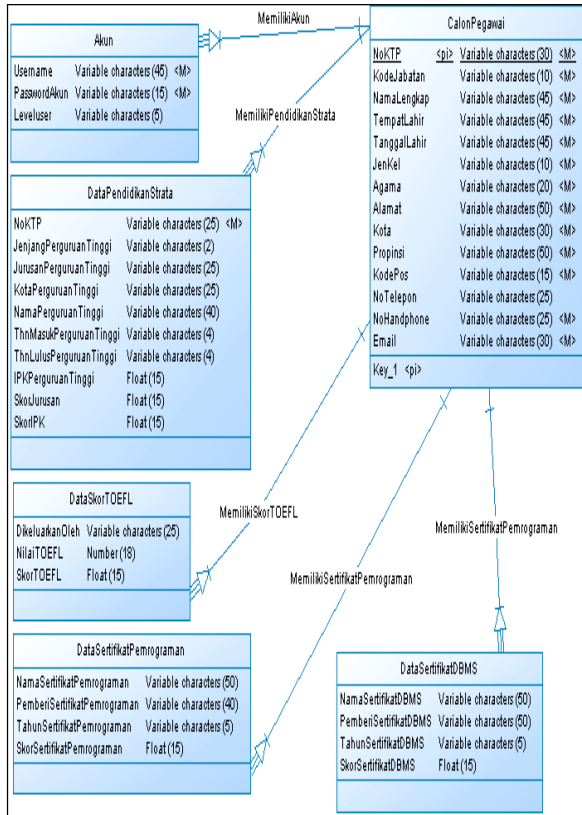 MemilikiAkun
Akun
Username Variable characters (45) <M>
PasswordAkun Variable characters (15) <M>
Leveluser Variable characters (5)
CalonPegawai
NoKTP <pi> Variable characters (30) <M>
KodeJabatan Variable characters (10) <M>
NamaLengkap Variable characters (45) <M>
TempatLahir Variable characters (45) <M>
TanggalLahir Variable characters (45) <M>
JenKel Variable characters (10) <M>
Agama Variable characters (20) <M>
Alamat Variable characters (50) <M>
Kota Variable characters (30) <M>
Propinsi Variable characters (50) <M>
KodePos Variable characters (15) <M>
NoTelepon Variable characters (25)
NoHandphone Variable characters (25) <M>
Email Variable characters (30) <M>
Key_1 <pi>
MemilikiPendidikanStrata
DataPendidikanStrata
NoKTP Variable characters (25) <M>
JenjangPerguruanTinggi Variable characters (2)
JurusanPerguruanTinggi Variable characters (25)
KotaPerguruanTinggi Variable characters (25)
NamaPerguruanTinggi Variable characters (40)
ThnMasukPerguruanTinggi Variable characters (4)
ThnLulusPerguruanTinggi Variable characters (4)
IPKPerguruanTinggi Float (15)
SkorJurusan Float (15)
SkorIPK Float (15)
DataSkorTOEFL
DikeluarkanOleh Variable characters (25)
NilaiTOEFL Number (18)
SkorTOEFL Float (15)
MemilikiSkorTOEFL
MemilikiSertifikatPemrograman
MemilikiSertifikatPemrograman
DataSertifikatPemrograman
NamaSertifikatPemrograman Variable characters (50)
PemberiSertifikatPemrograman Variable characters (40)
TahunSertifikatPemrograman Variable characters (5)
SkorSertifikatPemrograman Float (15)
DataSertifikatDBMS
NamaSertifikatDBMS Variable characters (50)
PemberiSertifikatDBMS Variable characters (50)
TahunSertifikatDBMS Variable characters (5)
SkorSertifikatDBMS Float (15)